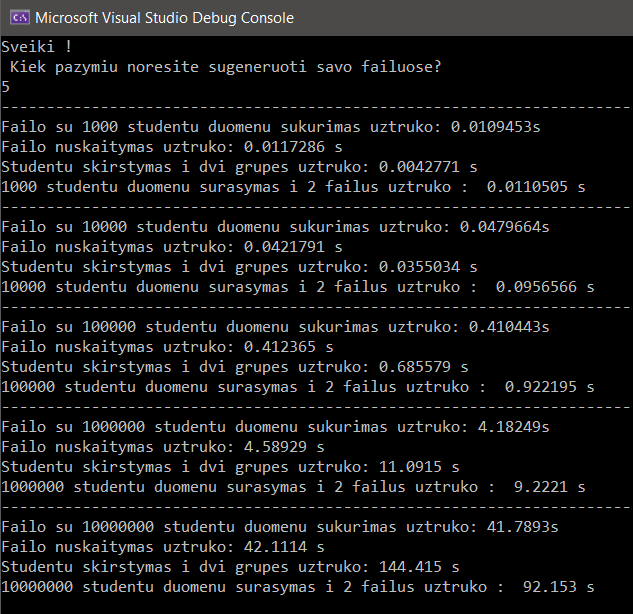 Microsoft Visual Studio Debug Console
Sveiki !
Kiek pazymiu noresite sugeneruoti savo failuose?
5
----------------------------------------------------------------------
Failo su 1000 studentu duomenu sukurimas uztruko: 0.0109453s
Failo nuskaitymas uztruko: 0.0117286 s
Studentu skirstymas i dvi grupes uztruko: 0.0042771 s
1000 studentu duomenu surasymas i 2 failus uztruko :  0.0110505 s
----------------------------------------------------------------------
Failo su 10000 studentu duomenu sukurimas uztruko: 0.0479664s
Failo nuskaitymas uztruko: 0.0421791 s
Studentu skirstymas i dvi grupes uztruko: 0.0355034 s
10000 studentu duomenu surasymas i 2 failus uztruko :  0.0956566 s
----------------------------------------------------------------------
Failo su 100000 studentu duomenu sukurimas uztruko: 0.410443s
Failo nuskaitymas uztruko: 0.412365 s
Studentu skirstymas i dvi grupes uztruko: 0.685579 s
100000 studentu duomenu surasymas i 2 failus uztruko :  0.922195 s
----------------------------------------------------------------------
Failo su 1000000 studentu duomenu sukurimas uztruko: 4.18249s
Failo nuskaitymas uztruko: 4.58929 s
Studentu skirstymas i dvi grupes uztruko: 11.0915 s
1000000 studentu duomenu surasymas i 2 failus uztruko :  9.2221 s
----------------------------------------------------------------------
Failo su 10000000 studentu duomenu sukurimas uztruko: 41.7893s
Failo nuskaitymas uztruko: 42.1114 s
Studentu skirstymas i dvi grupes uztruko: 144.415 s
10000000 studentu duomenu surasymas i 2 failus uztruko :  92.153 s